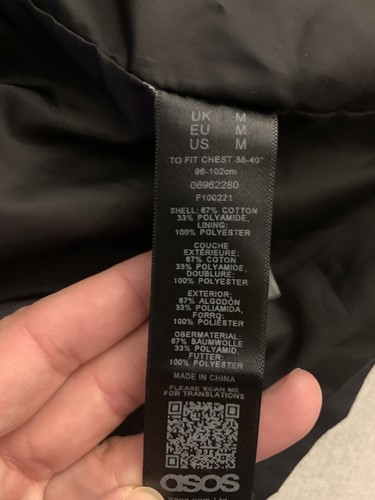 UK M
EU M
US M
TO FIT CHEST 38-40"
96-102cm
06962280
F100221
SHELL: 67% COTTON
33% POLYAMIDE,
LINING:
100% POLYESTER
COUCHE
EXTÉRIEURE:
67% COTON
33% POLYAMIDE,
DOUBLURE:
100% POLYESTER
EXTERIOR:
67% ALGODÓN
33% POLIAMIDA,
FORRO:
100% POLIÉSTER
OBERMATERIAL:
67% BAUMWOLLE
33% POLYAMID,
FUTTER:
100% POLYESTER
MADE IN CHINA
PLEASE SCAN ME
FOR TRANSLATIONS
asos